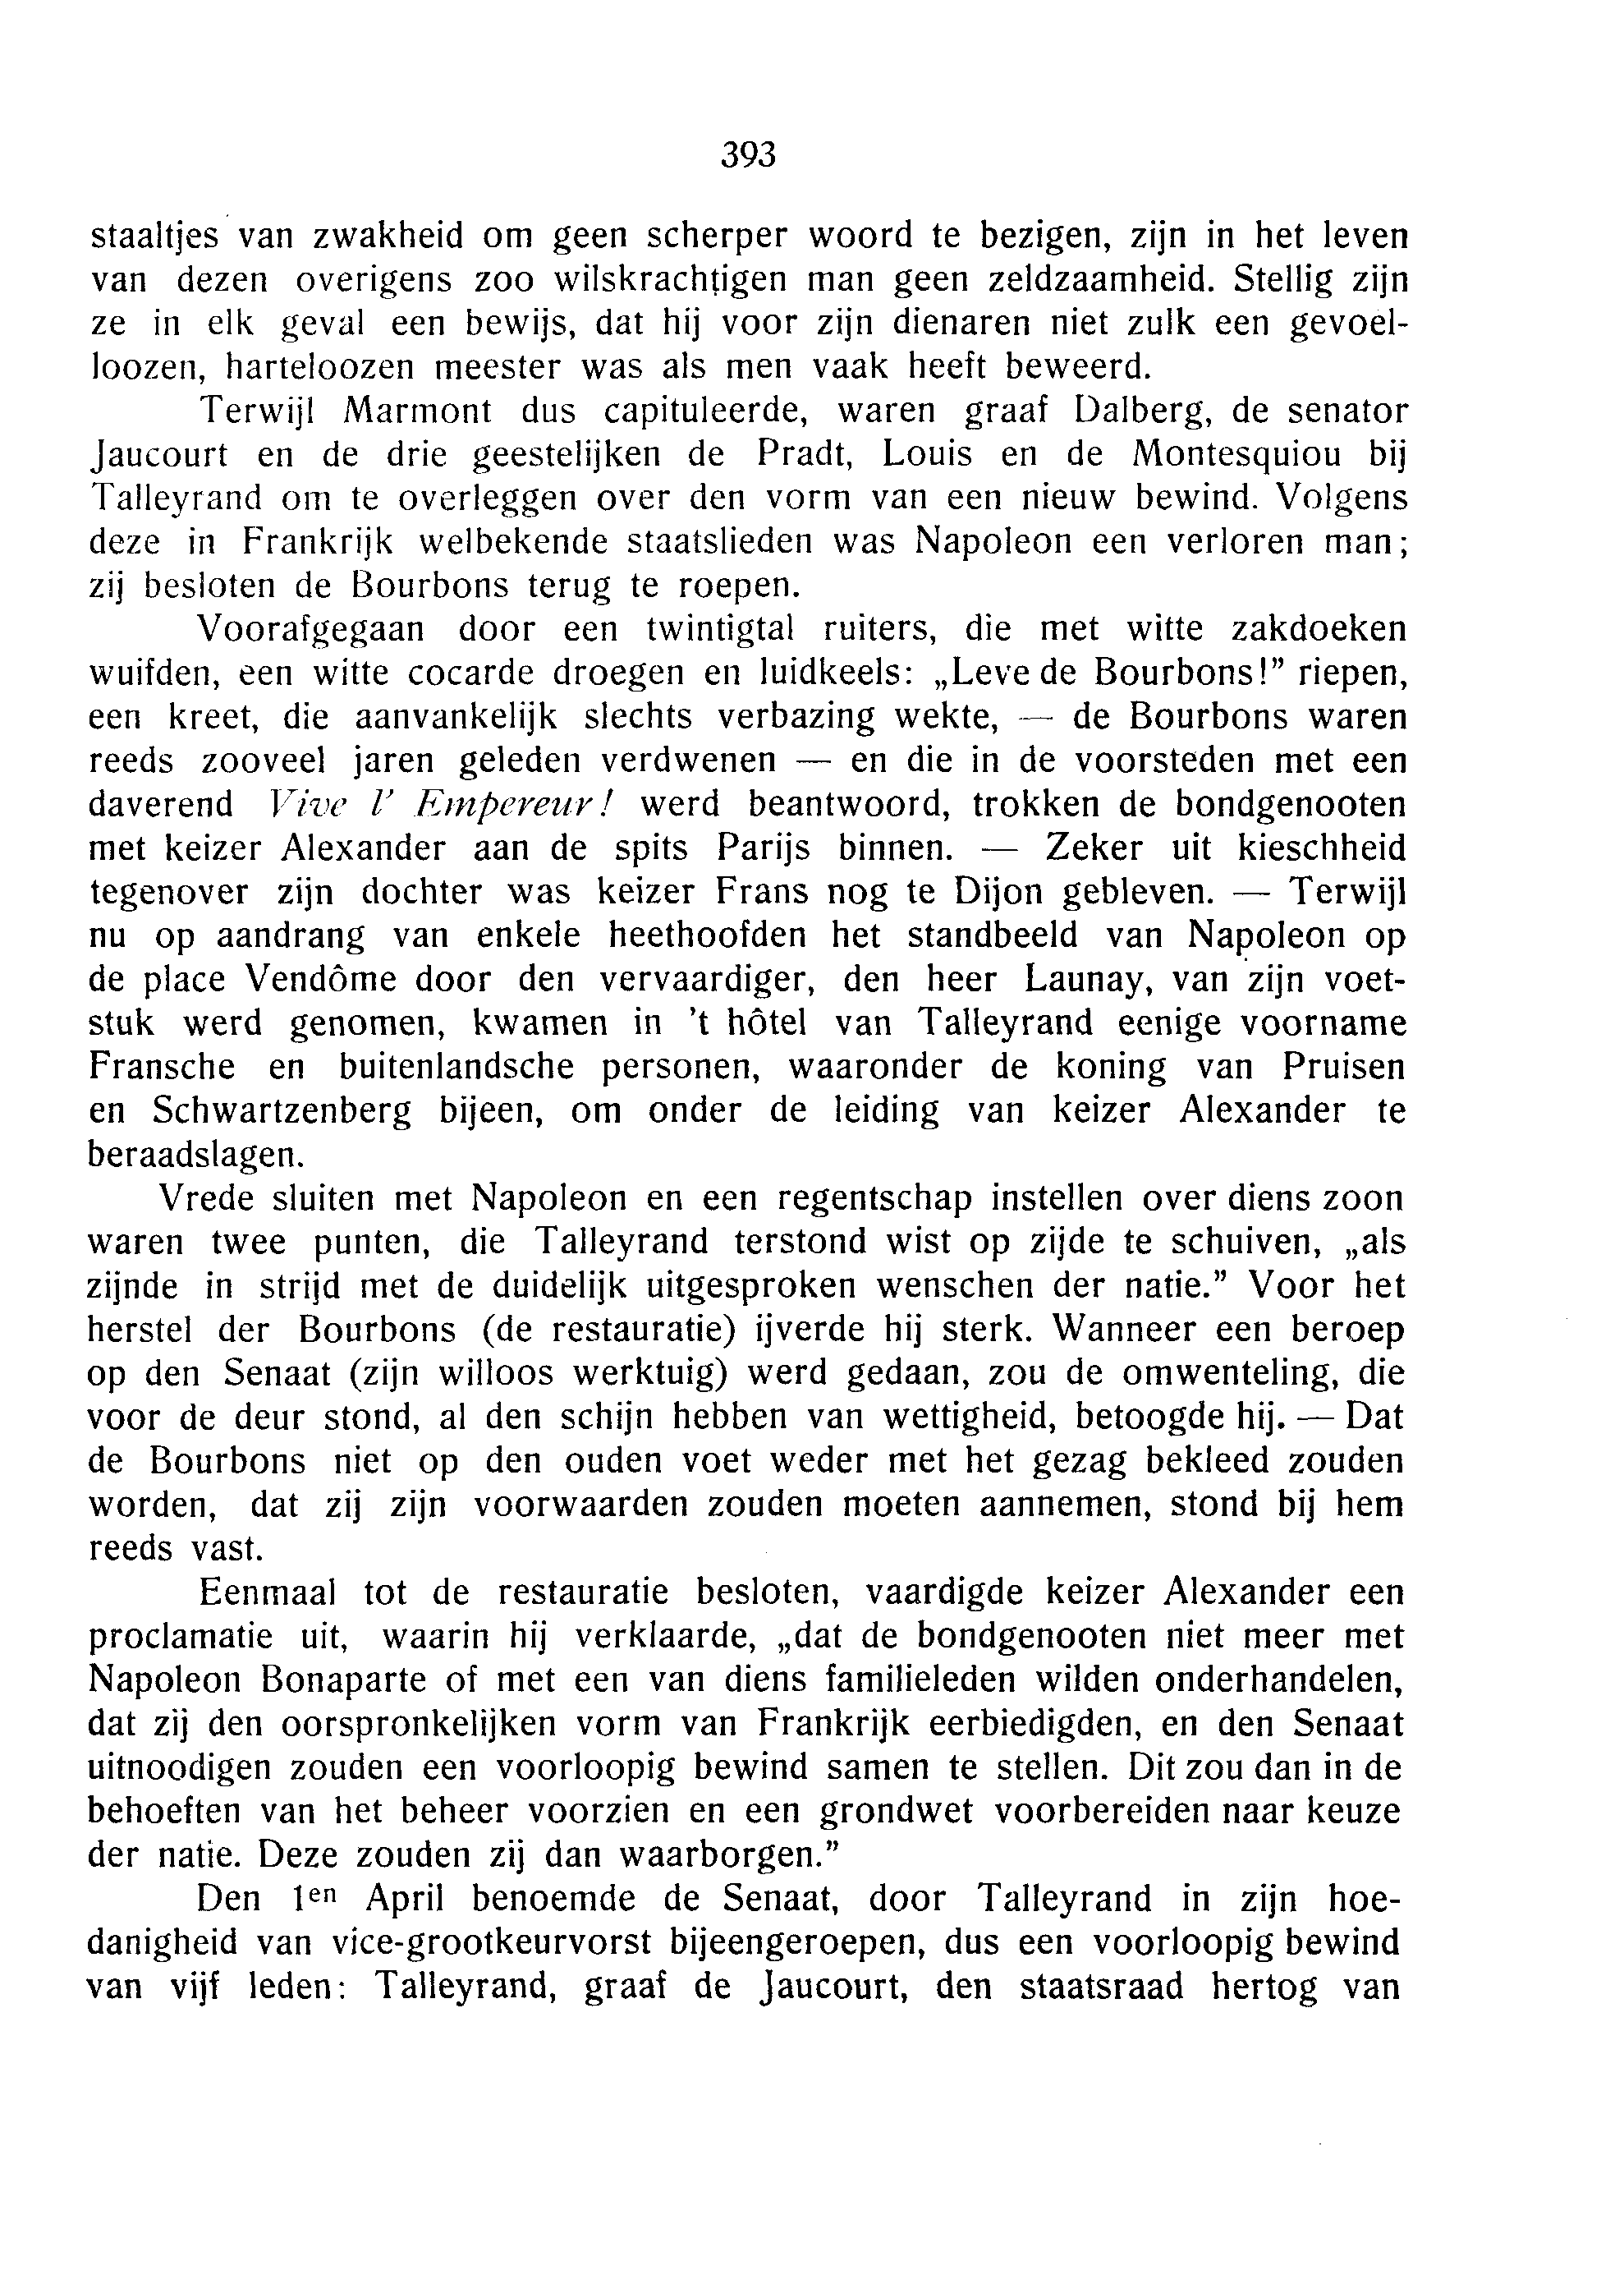 393
staaltjes van zwakheid om geen scherper woord te bezigen, zijn in het leven
van dezen overigens zoo wilskrachtigen man geen zeldzaamheid. Stellig zijn
ze in elk geval een bewijs, dat hij voor zijn dienaren niet zulk een gevoel-
loozen, harteloozen meester was als men vaak heeft beweerd.
Terwijl Marmont dus capituleerde, waren graaf Dalberg, de senator
Jaucourt en de drie geestelijken de Pradt, Louis en de Montesquiou bij
Talleyrand om te overleggen over den vorm van een nieuw bewind. Volgens
deze in Frankrijk welbekende staatslieden was Napoleon een verloren man;
zij besloten de Bourbons terug te roepen.
Voorafgegaan door een twintigtal ruiters, die met witte zakdoeken
wuifden, een witte cocarde droegen en luidkeels: „Leve de Bourbons!” riepen,
een kreet, die aanvankelijk slechts verbazing wekte, — de Bourbons waren
reeds zooveel jaren geleden verdwenen — en die in de voorsteden met een
daverend Vive l’ Empereur! werd beantwoord, trokken de bondgenooten
met keizer Alexander aan de spits Parijs binnen. — Zeker uit kieschheid
tegenover zijn dochter was keizer Frans nog te Dijon gebleven. — Terwijl
nu op aandrang van enkele heethoofden het standbeeld van Napoleon op
de place Vendôme door den vervaardiger, den heer Launay, van zijn voet-
stuk werd genomen, kwamen in ’t hôtel van Talleyrand eenige voorname
Fransche en buitenlandsche personen, waaronder de koning van Pruisen
en Schwartzenberg bijeen, om onder de leiding van keizer Alexander te
beraadslagen.
Vrede sluiten met Napoleon en een regentschap instellen over diens zoon
waren twee punten, die Talleyrand terstond wist op zijde te schuiven, „als
zijnde in strijd met de duidelijk uitgesproken wenschen der natie.” Voor het
herstel der Bourbons (de restauratie) ijverde hij sterk. Wanneer een beroep
op den Senaat (zijn willoos werktuig) werd gedaan, zou de omwenteling, die
voor de deur stond, al den schijn hebben van wettigheid, betoogde hij. — Dat
de Bourbons niet op den ouden voet weder met het gezag bekleed zouden
worden, dat zij zijn voorwaarden zouden moeten aannemen, stond bij hem
reeds vast.
Eenmaal tot de restauratie besloten, vaardigde keizer Alexander een
proclamatie uit, waarin hij verklaarde, „dat de bondgenooten niet meer met
Napoleon Bonaparte of met een van diens familieleden wilden onderhandelen,
dat zij den oorspronkelijken vorm van Frankrijk eerbiedigden, en den Senaat
uitnoodigen zouden een voorloopig bewind samen te stellen. Dit zou dan in de
behoeften van het beheer voorzien en een grondwet voorbereiden naar keuze
der natie. Deze zouden zij dan waarborgen.”
Den 1en April benoemde de Senaat, door Talleyrand in zijn hoe-
danigheid van vice-grootkeurvorst bijeengeroepen, dus een voorloopig bewind
van vijf leden: Talleyrand, graaf de Jaucourt, den staatsraad hertog van